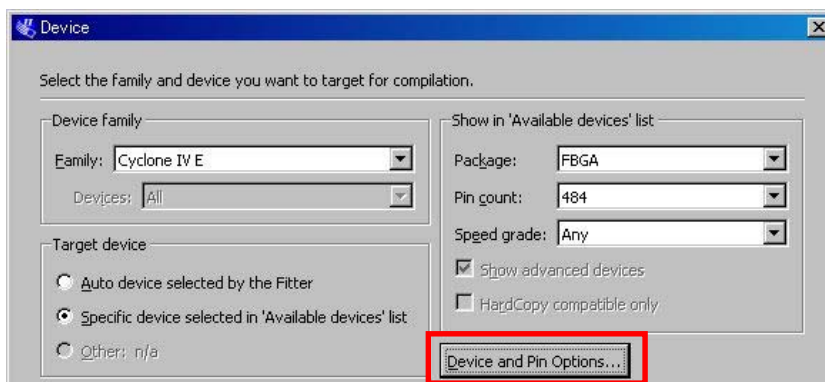 Device
Select the family and device you want to target for compilation.
Device family
Family: Cyclone IV E
Devices: All
Target device
Auto device selected by the Fitter
Specific device selected in 'Available devices' list
Other: n/a
Show in 'Available devices' list
Package: FBGA
Pin count: 484
Speed grade: Any
Show advanced devices
HardCopy compatible only
Device and Pin Options...